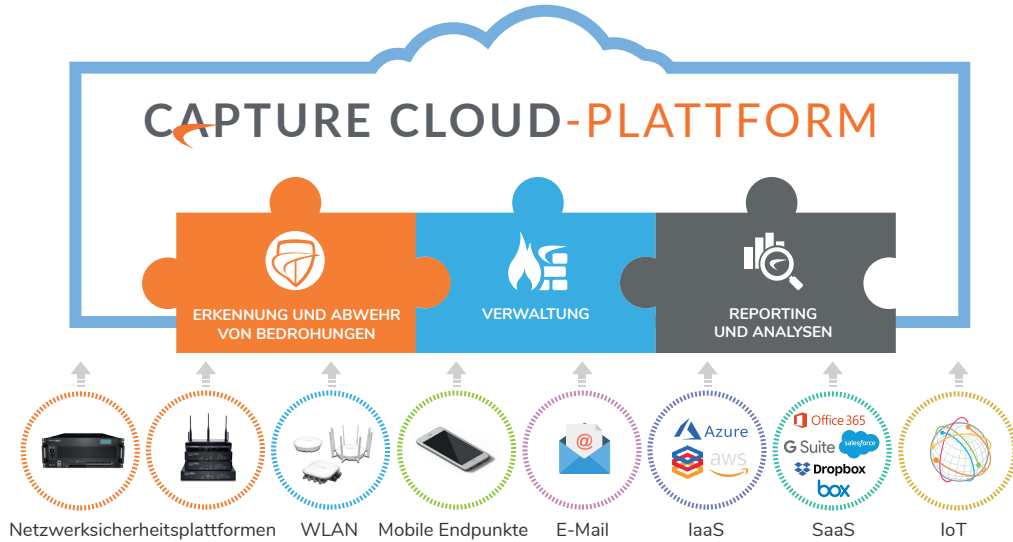 CAPTURE CLOUD-PLATTFORM
ERKENNUNG UND ABWEHR
VON BEDROHUNGEN
VERWALTUNG
REPORTING
UND ANALYSEN
@
Azure
aws
Office 365
G Suite
salesforce
Dropbox
box
Netzwerksicherheitsplattformen
WLAN
Mobile Endpunkte
E-Mail
IaaS
SaaS
IoT